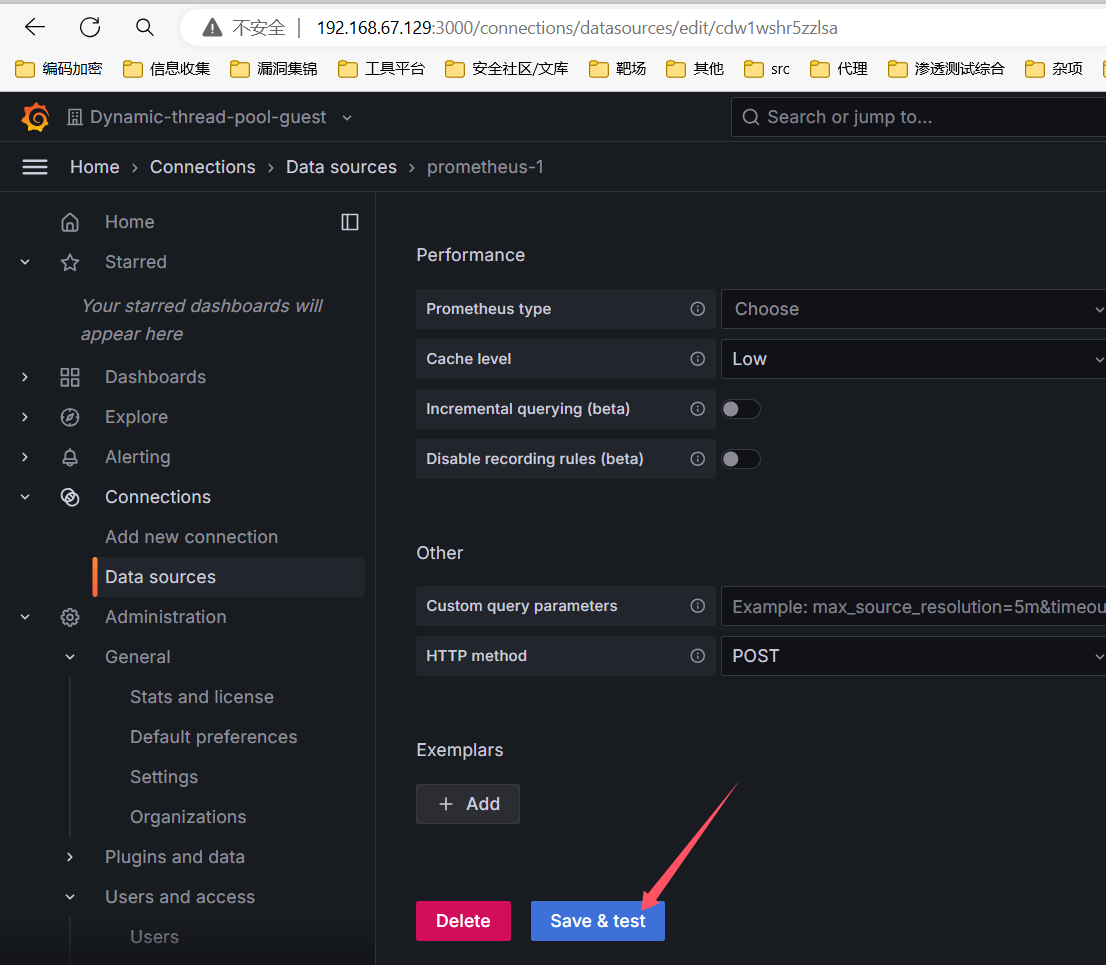 不安全 192.168.67.129:3000/connections/datasources/edit/cdw1wshr5zzlsa
编码加密 信息收集 漏洞集锦 工具平台 安全社区/文库 靶场 其他 src 代理 渗透测试综合 杂项
Dynamic-thread-pool-guest Search or jump to...
Home › Connections › Data sources › prometheus-1
Home
Starred
Your starred dashboards will
appear here
Dashboards
Explore
Alerting
Connections
Add new connection
Data sources
Administration
General
Stats and license
Default preferences
Settings
Organizations
Plugins and data
Users and access
Users
Performance
Prometheus type Choose
Cache level Low
Incremental querying (beta)
Disable recording rules (beta)
Other
Custom query parameters Example: max_source_resolution=5m&timeou
HTTP method POST
Exemplars
+ Add
Delete Save & test